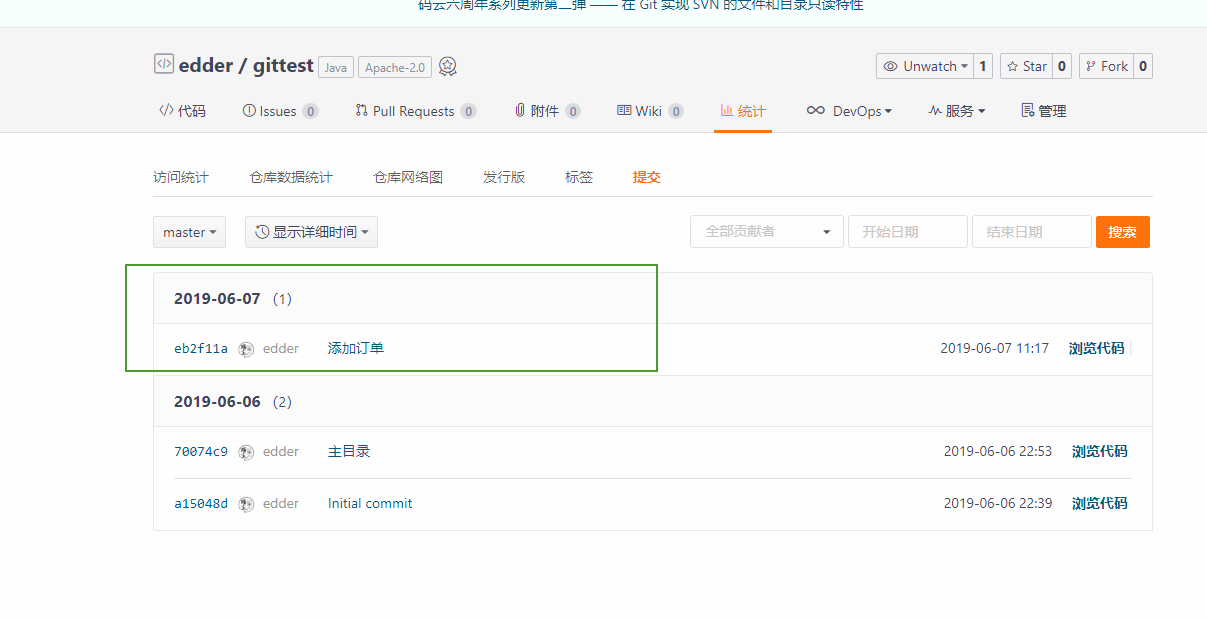 码云六周年系列更新第二弹 —— 在 Git 实现 SVN 的文件和目录只读特性
edder / gittest Java Apache-2.0 Unwatch 1 Star 0 Fork 0
代码 Issues 0 Pull Requests 0 附件 0 Wiki 0 统计 DevOps 服务 管理
访问统计 仓库数据统计 仓库网络图 发行版 标签 提交
master 显示详细时间 全部贡献者 开始日期 结束日期 搜索
2019-06-07 (1)
eb2f11a edder 添加订单 2019-06-07 11:17 浏览代码
2019-06-06 (2)
70074c9 edder 主目录 2019-06-06 22:53 浏览代码
a15048d edder Initial commit 2019-06-06 22:39 浏览代码